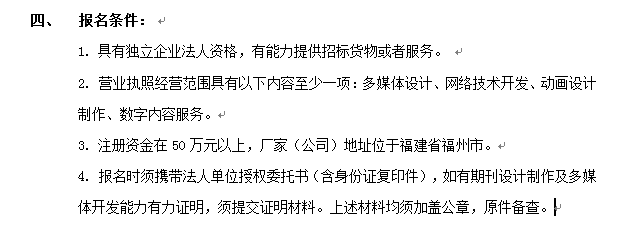 四、 报名条件：
1. 具有独立企业法人资格，有能力提供招标货物或者服务。
2. 营业执照经营范围具有以下内容至少一项：多媒体设计、网络技术开发、动画设计
制作、数字内容服务。
3. 注册资金在 50 万元以上，厂家（公司）地址位于福建省福州市。
4. 报名时须携带法人单位授权委托书（含身份证复印件），如有期刊设计制作及多媒
体开发能力有力证明，须提交证明材料。上述材料均须加盖公章，原件备查。